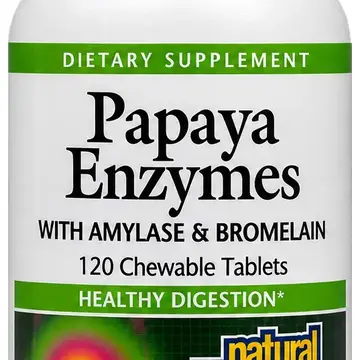 DIETARY SUPPLEMENT
Papaya
Enzymes
WITH AMYLASE & BROMELAIN
120 Chewable Tablets
HEALTHY DIGESTION*
natural